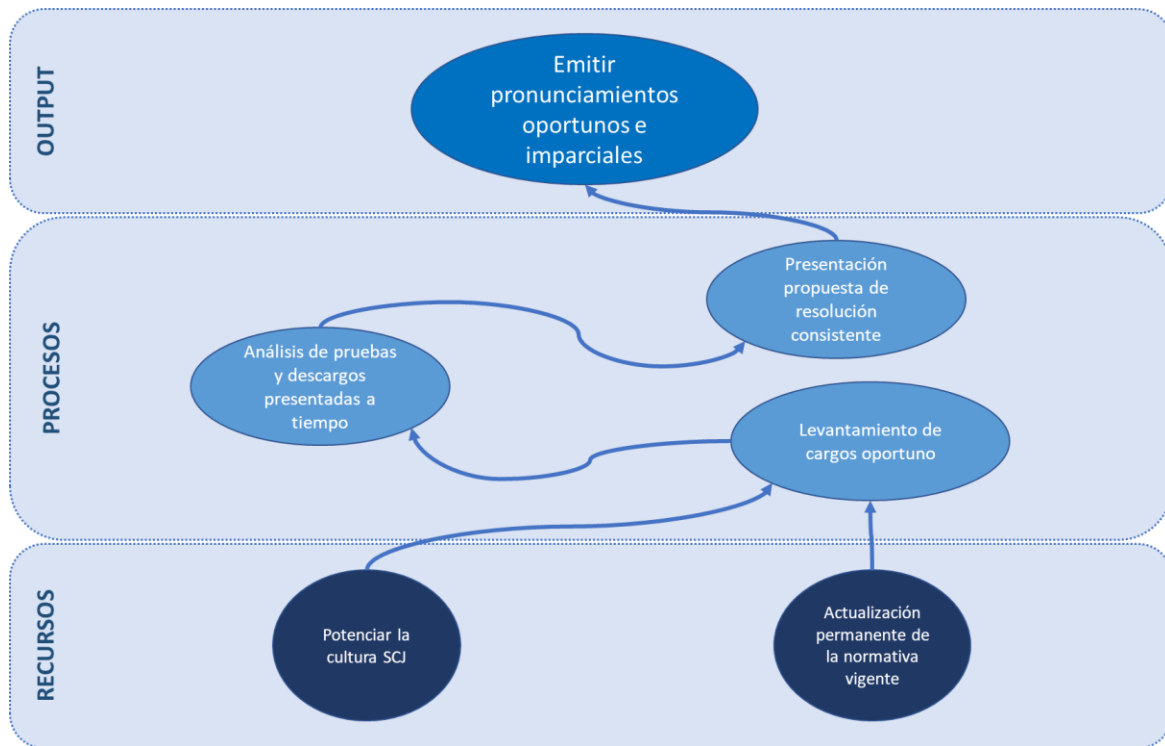 OUTPUT
Emitir
pronunciamientos
oportunos e
imparciales
PROCESOS
Presentación
propuesta de
resolución
consistente
Análisis de pruebas
y descargos
presentadas a
tiempo
Levantamiento de
cargos oportuno
RECURSOS
Potenciar la
cultura SCJ
Actualización
permanente de
la normativa
vigente